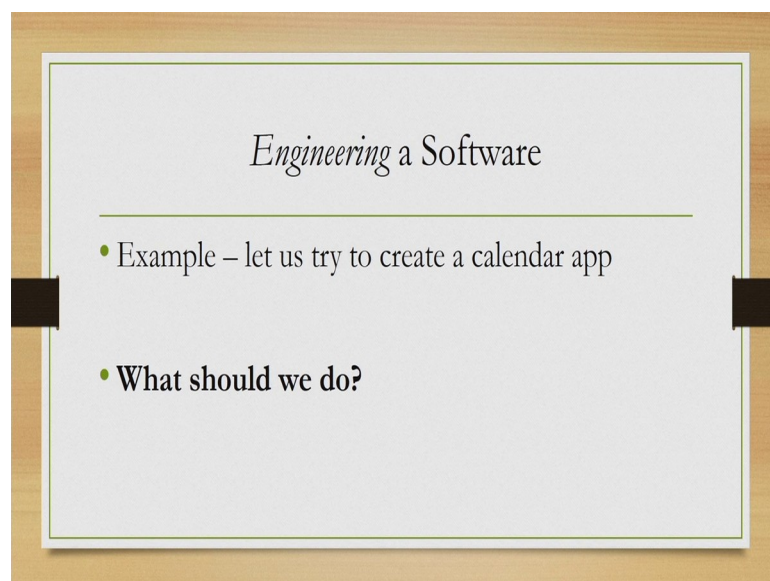 Engineering a Software
• Example – let us try to create a calendar app
• What should we do?